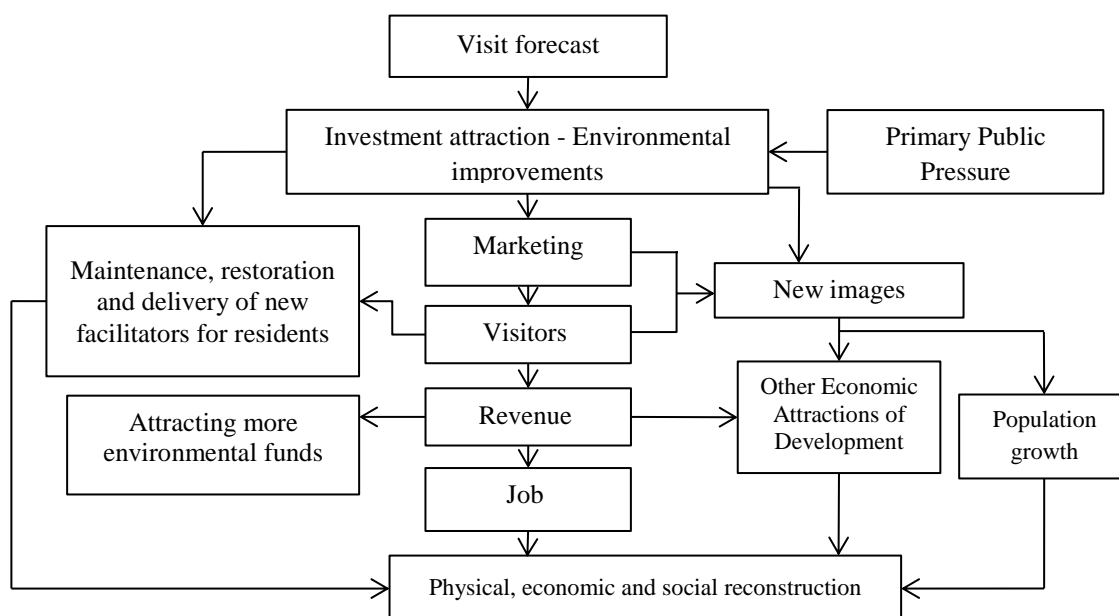 Visit forecast
Investment attraction - Environmental
improvements
Primary Public
Pressure
Marketing
Maintenance, restoration
and delivery of new
facilitators for residents
New images
Visitors
Other Economic
Attractions of
Development
Attracting more
environmental funds
Revenue
Population
growth
Job
Physical, economic and social reconstruction